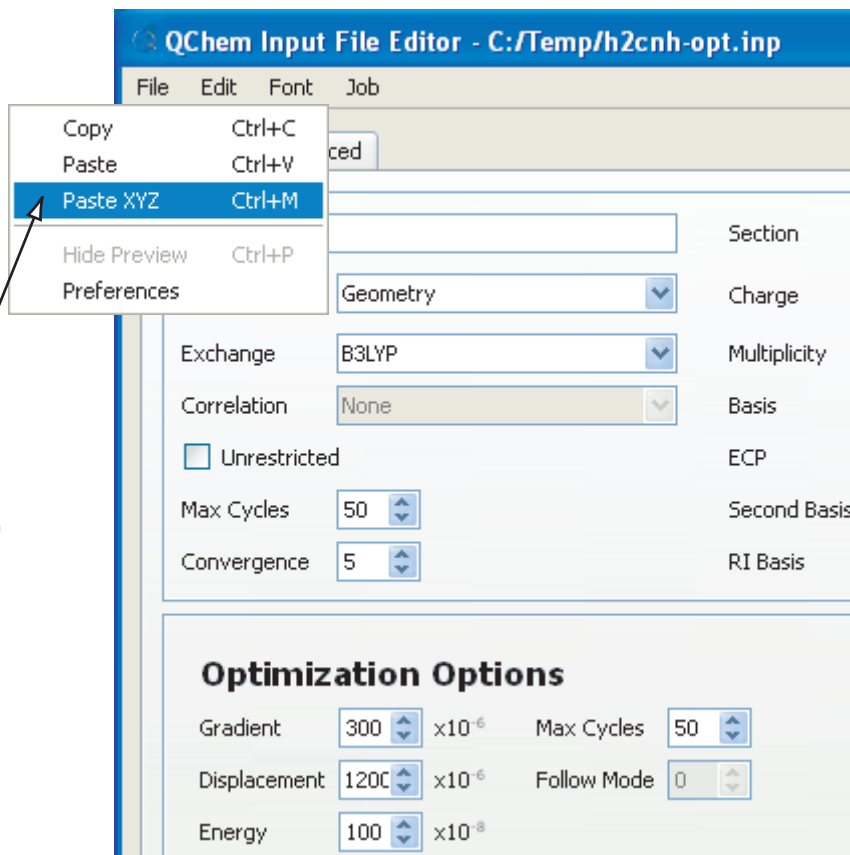 QChem Input File Editor - C:/Temp/h2cnh-opt.inp
File Edit Font Job
Copy Ctrl+C
Paste Ctrl+V
ced
Paste XYZ Ctrl+M
Section
Hide Preview Ctrl+P
Preferences
Geometry
Charge
Exchange B3LYP Multiplicity
Correlation None Basis
Unrestricted ECP
Max Cycles 50 Second Basis
Convergence 5 RI Basis
Optimization Options
Gradient 300 x10⁻⁶ Max Cycles 50
Displacement 1200 x10⁻⁶ Follow Mode 0
Energy 100 x10⁻⁸